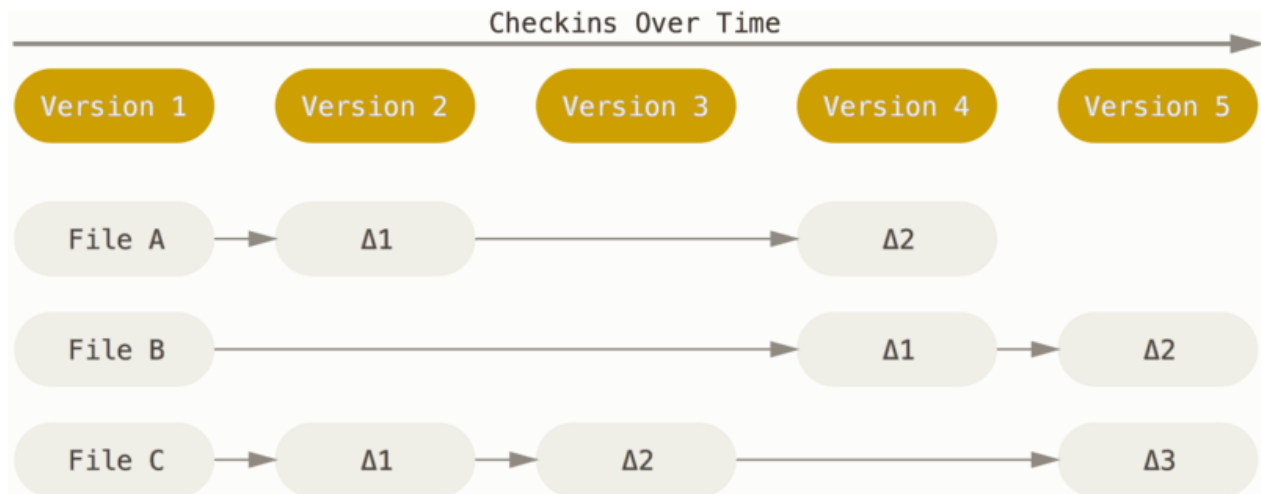 Checkins Over Time
Version 1 Version 2 Version 3 Version 4 Version 5
File A Δ1 Δ2
File B Δ1 Δ2
File C Δ1 Δ2 Δ3